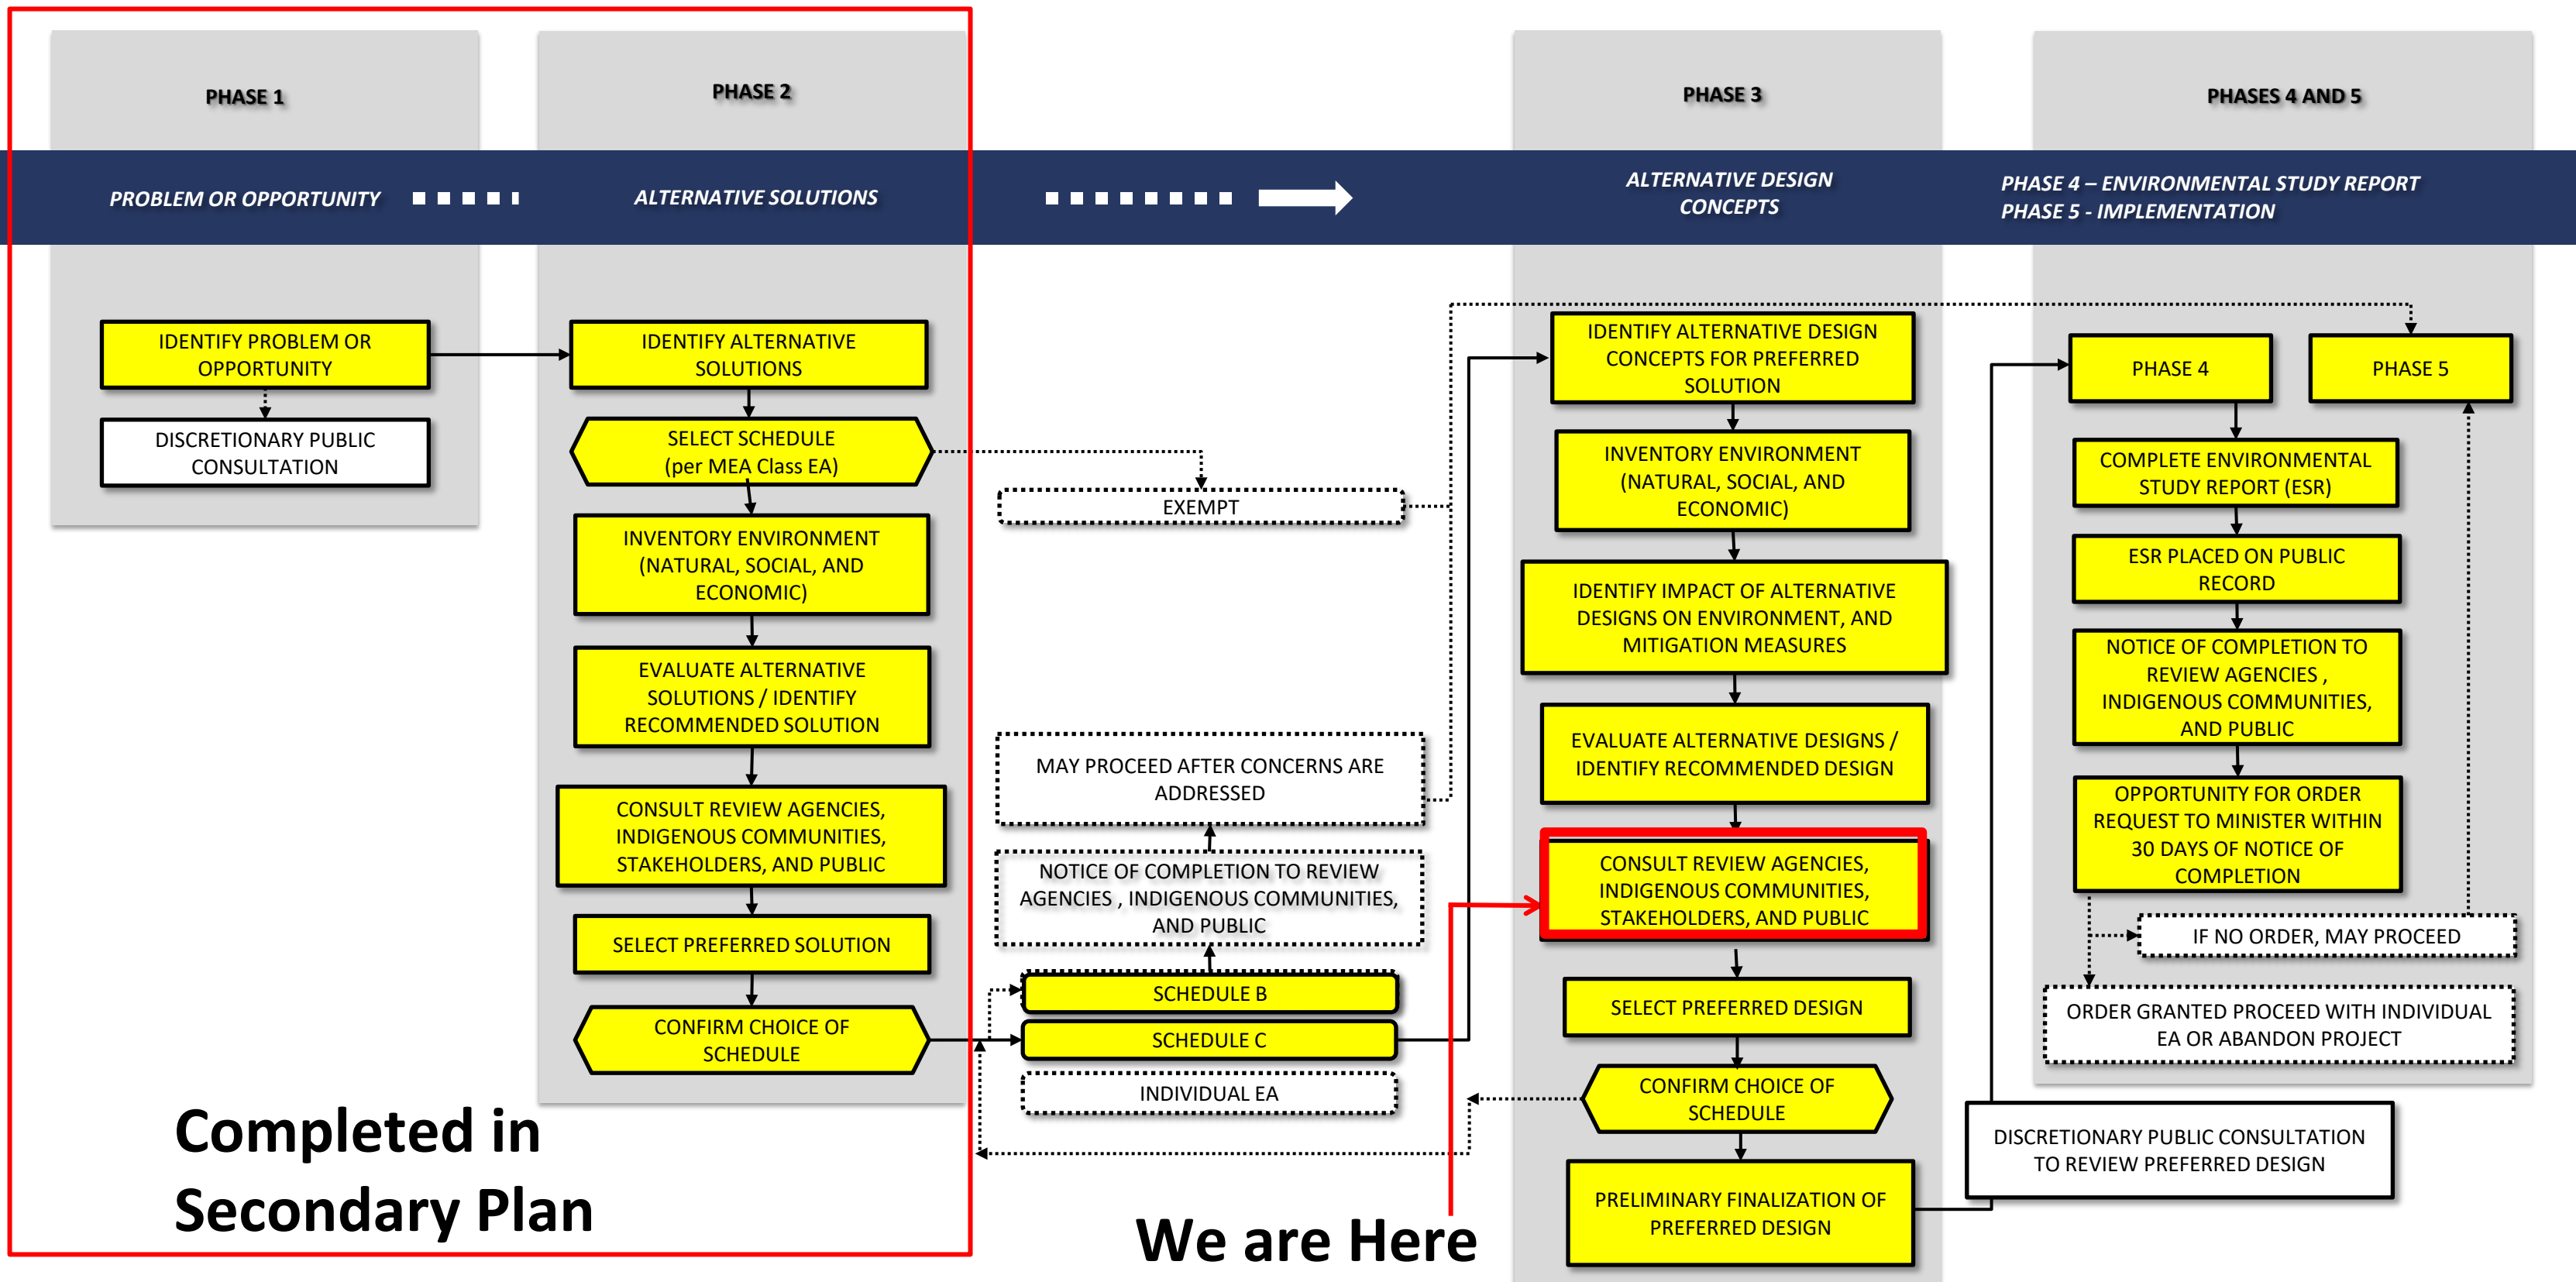 PHASE 1
PHASE 2
PHASE 3
PHASES 4 AND 5
PROBLEM OR OPPORTUNITY
ALTERNATIVE SOLUTIONS
ALTERNATIVE DESIGN
CONCEPTS
PHASE 4 – ENVIRONMENTAL STUDY REPORT
PHASE 5 - IMPLEMENTATION
IDENTIFY PROBLEM OR
OPPORTUNITY
DISCRETIONARY PUBLIC
CONSULTATION
IDENTIFY ALTERNATIVE
SOLUTIONS
SELECT SCHEDULE
(per MEA Class EA)
INVENTORY ENVIRONMENT
(NATURAL, SOCIAL, AND
ECONOMIC)
EVALUATE ALTERNATIVE
SOLUTIONS / IDENTIFY
RECOMMENDED SOLUTION
CONSULT REVIEW AGENCIES,
INDIGENOUS COMMUNITIES,
STAKEHOLDERS, AND PUBLIC
SELECT PREFERRED SOLUTION
CONFIRM CHOICE OF
SCHEDULE
EXEMPT
MAY PROCEED AFTER CONCERNS ARE
ADDRESSED
NOTICE OF COMPLETION TO REVIEW
AGENCIES , INDIGENOUS COMMUNITIES,
AND PUBLIC
SCHEDULE B
SCHEDULE C
INDIVIDUAL EA
IDENTIFY ALTERNATIVE DESIGN
CONCEPTS FOR PREFERRED
SOLUTION
INVENTORY ENVIRONMENT
(NATURAL, SOCIAL, AND
ECONOMIC)
IDENTIFY IMPACT OF ALTERNATIVE
DESIGNS ON ENVIRONMENT, AND
MITIGATION MEASURES
EVALUATE ALTERNATIVE DESIGNS /
IDENTIFY RECOMMENDED DESIGN
CONSULT REVIEW AGENCIES,
INDIGENOUS COMMUNITIES,
STAKEHOLDERS, AND PUBLIC
SELECT PREFERRED DESIGN
CONFIRM CHOICE OF
SCHEDULE
PRELIMINARY FINALIZATION OF
PREFERRED DESIGN
PHASE 4
PHASE 5
COMPLETE ENVIRONMENTAL
STUDY REPORT (ESR)
ESR PLACED ON PUBLIC
RECORD
NOTICE OF COMPLETION TO
REVIEW AGENCIES ,
INDIGENOUS COMMUNITIES,
AND PUBLIC
OPPORTUNITY FOR ORDER
REQUEST TO MINISTER WITHIN
30 DAYS OF NOTICE OF
COMPLETION
IF NO ORDER, MAY PROCEED
ORDER GRANTED PROCEED WITH INDIVIDUAL
EA OR ABANDON PROJECT
DISCRETIONARY PUBLIC CONSULTATION
TO REVIEW PREFERRED DESIGN
Completed in
Secondary Plan
We are Here